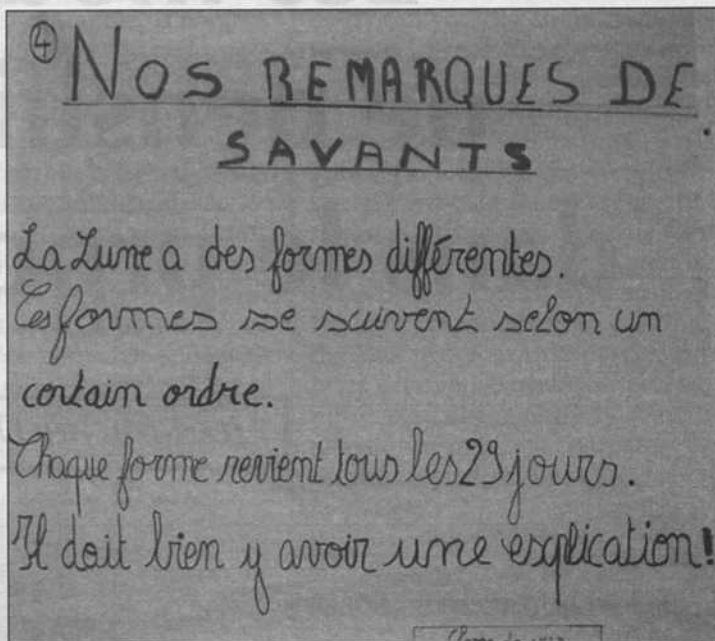 ④ NOS REMARQUES DE
SAVANTS
La Lune a des formes différentes.
Ces formes se suivent selon un
certain ordre.
Chaque forme revient tous les 29 jours.
Il doit bien y avoir une explication!